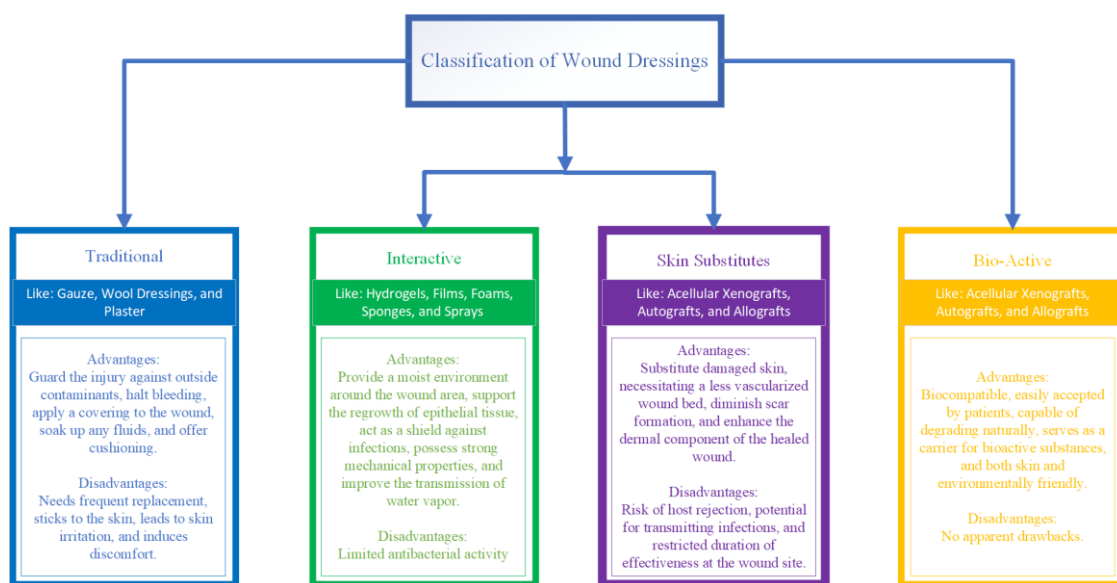 Classification of Wound Dressings
Traditional
Like: Gauze, Wool Dressings, and
Plaster
Advantages:
Guard the injury against outside
contaminants, halt bleeding,
apply a covering to the wound,
soak up any fluids, and offer
cushioning.
Disadvantages:
Needs frequent replacement,
sticks to the skin, leads to skin
irritation, and induces
discomfort.
Interactive
Like: Hydrogels, Films, Foams,
Sponges, and Sprays
Advantages:
Provide a moist environment
around the wound area, support
the regrowth of epithelial tissue,
act as a shield against
infections, possess strong
mechanical properties, and
improve the transmission of
water vapor.
Disadvantages:
Limited antibacterial activity
Skin Substitutes
Like: Acellular Xenografts,
Autografts, and Allografts
Advantages:
Substitute damaged skin,
necessitating a less vascularized
wound bed, diminish scar
formation, and enhance the
dermal component of the healed
wound.
Disadvantages:
Risk of host rejection, potential
for transmitting infections, and
restricted duration of
effectiveness at the wound site.
Bio-Active
Like: Acellular Xenografts,
Autografts, and Allografts
Advantages:
Biocompatible, easily accepted
by patients, capable of
degrading naturally, serves as a
carrier for bioactive substances,
and both skin and
environmentally friendly.
Disadvantages:
No apparent drawbacks.